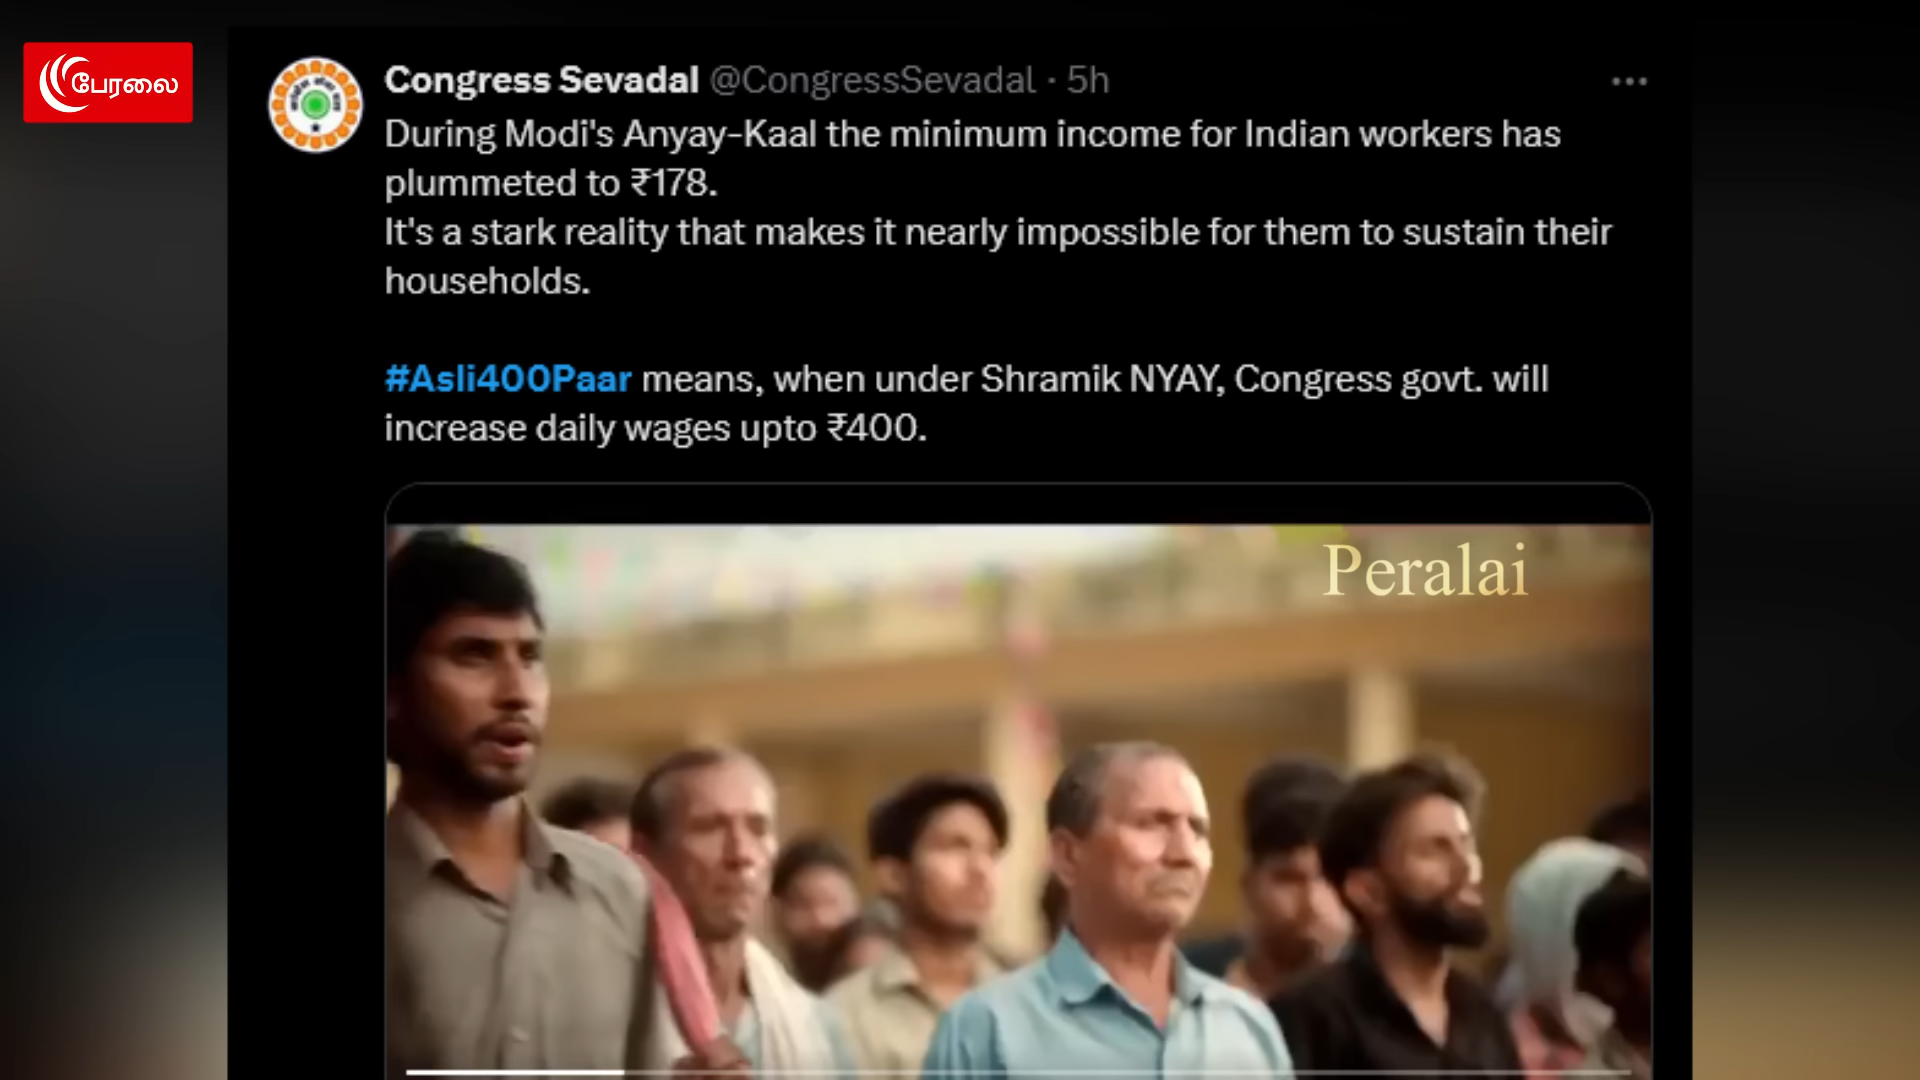 பேரலை
Congress Sevadal @CongressSevadal · 5h
During Modi's Anyay-Kaal the minimum income for Indian workers has
plummeted to ₹178.
It's a stark reality that makes it nearly impossible for them to sustain their
households.
#Asli400Paar means, when under Shramik NYAY, Congress govt. will
increase daily wages upto ₹400.
Peralai